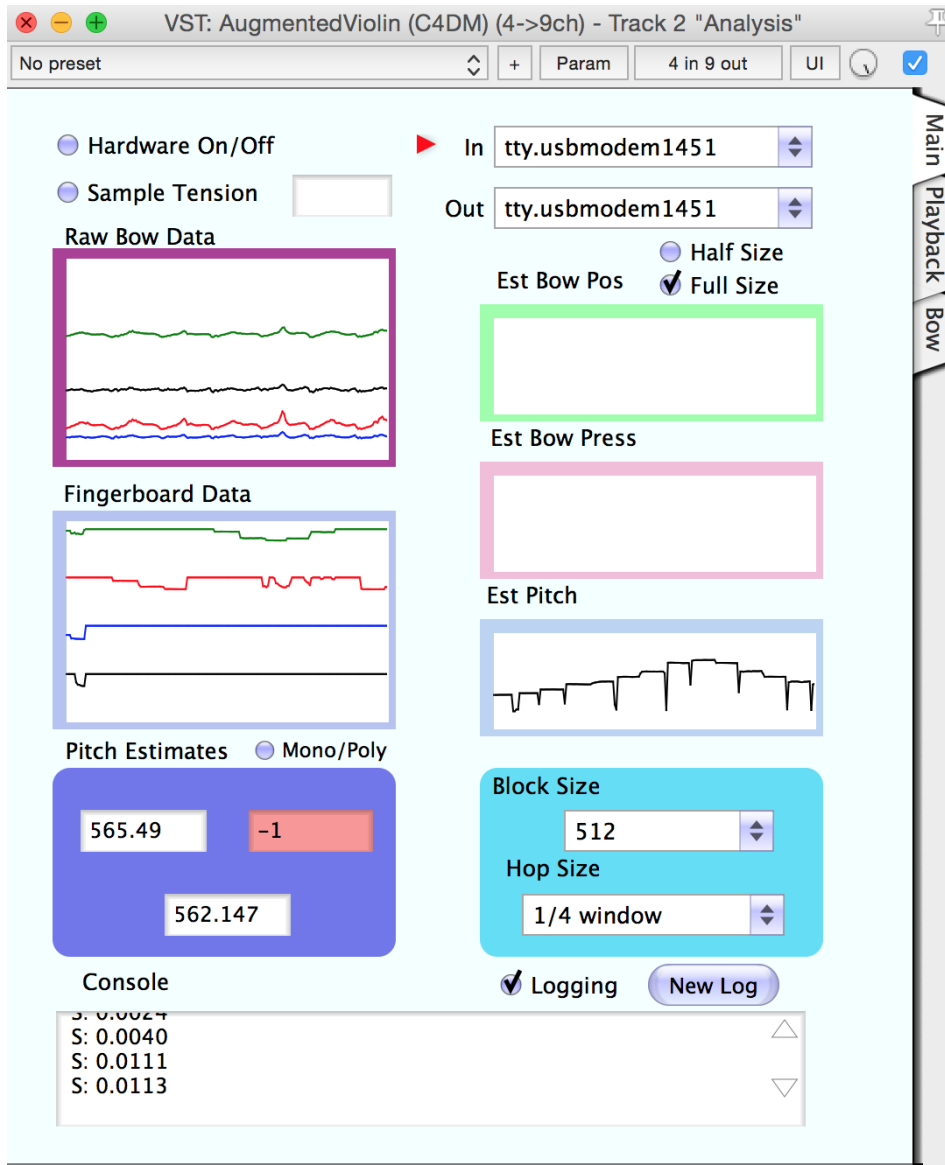 VST: AugmentedViolin (C4DM) (4->9ch) - Track 2 "Analysis"
No preset + Param 4 in 9 out UI
Main
Playback
Bow
Hardware On/Off
Sample Tension
In tty.usbmodem1451
Out tty.usbmodem1451
Half Size
Full Size
Raw Bow Data
Est Bow Pos
Est Bow Press
Fingerboard Data
Est Pitch
Pitch Estimates Mono/Poly
565.49 -1
562.147
Block Size
512
Hop Size
1/4 window
Console
Logging New Log
S: 0.0024
S: 0.0040
S: 0.0111
S: 0.0113